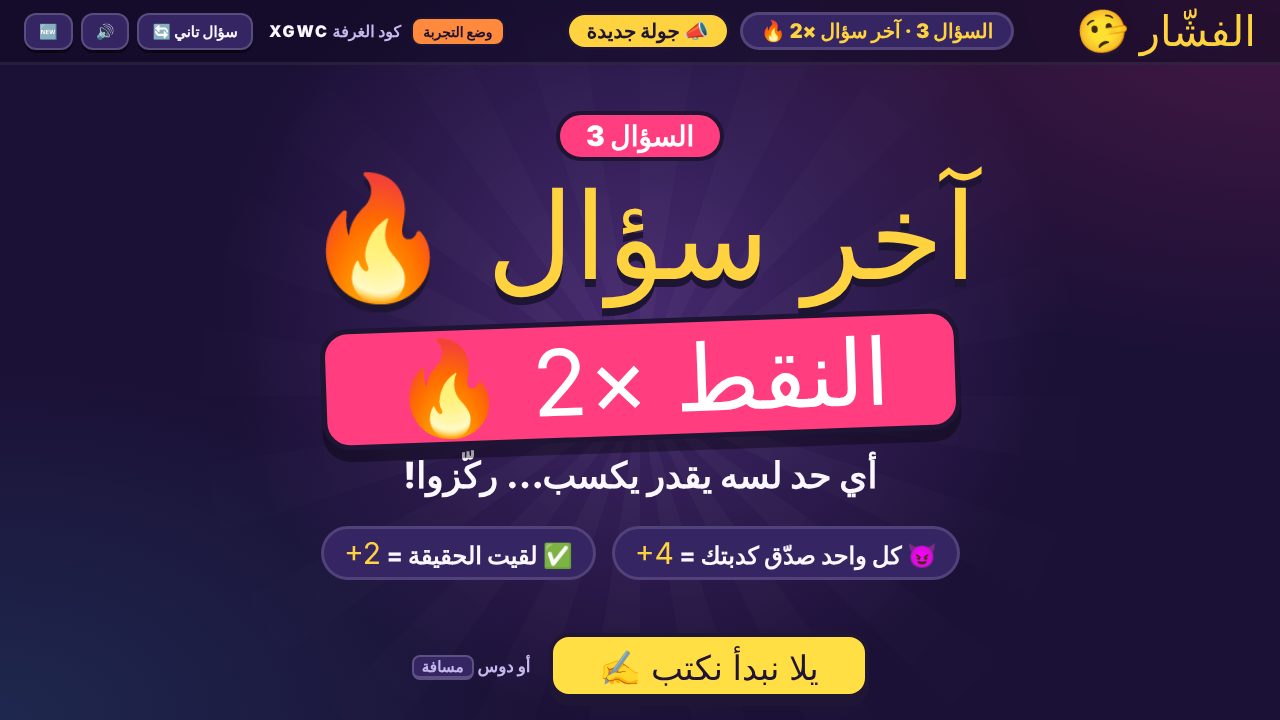 الفشّار 🤥
السؤال 3 · آخر سؤال ×2 🔥
📣 جولة جديدة
وضع التجربة
كود الغرفة XGWC
سؤال تاني 🔄
🔊
🆕
السؤال 3
آخر سؤال 🔥
النقط ×2 🔥
أي حد لسه يقدر يكسب... ركّزوا!
😈 كل واحد صدّق كدبتك = 4+
✅ لقيت الحقيقة = 2+
يلا نبدأ نكتب ✍️
أو دوس مسافة